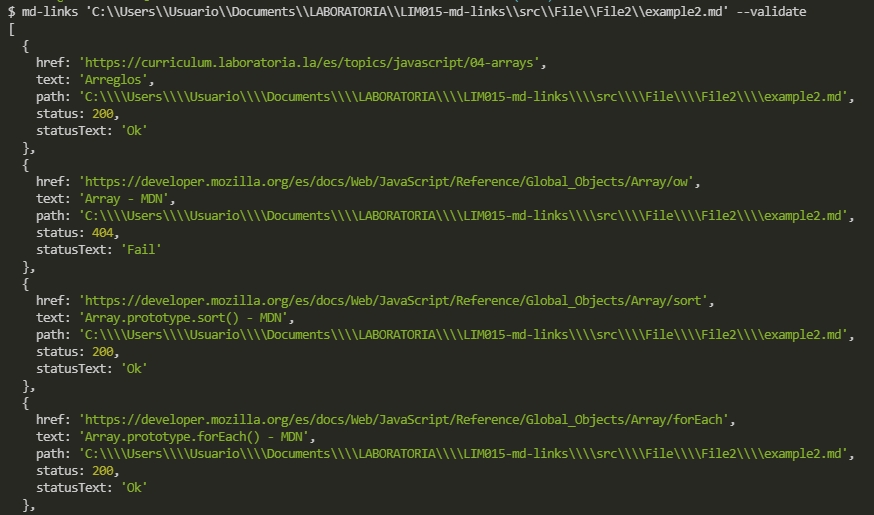 $ md-links 'C:\\Users\\Usuario\\Documents\\LABORATORIA\\LIM015-md-links\\src\\File\\File2\\example2.md' --validate
[
  {
    href: 'https://curriculum.laboratoria.la/es/topics/javascript/04-arrays',
    text: 'Arreglos',
    path: 'C:\\\\Users\\\\Usuario\\\\Documents\\\\LABORATORIA\\\\LIM015-md-links\\\\src\\\\File\\\\File2\\\\example2.md',
    status: 200,
    statusText: 'Ok'
  },
  {
    href: 'https://developer.mozilla.org/es/docs/Web/JavaScript/Reference/Global_Objects/Array/ow',
    text: 'Array - MDN',
    path: 'C:\\\\Users\\\\Usuario\\\\Documents\\\\LABORATORIA\\\\LIM015-md-links\\\\src\\\\File\\\\File2\\\\example2.md',
    status: 404,
    statusText: 'Fail'
  },
  {
    href: 'https://developer.mozilla.org/es/docs/Web/JavaScript/Reference/Global_Objects/Array/sort',
    text: 'Array.prototype.sort() - MDN',
    path: 'C:\\\\Users\\\\Usuario\\\\Documents\\\\LABORATORIA\\\\LIM015-md-links\\\\src\\\\File\\\\File2\\\\example2.md',
    status: 200,
    statusText: 'Ok'
  },
  {
    href: 'https://developer.mozilla.org/es/docs/Web/JavaScript/Reference/Global_Objects/Array/forEach',
    text: 'Array.prototype.forEach() - MDN',
    path: 'C:\\\\Users\\\\Usuario\\\\Documents\\\\LABORATORIA\\\\LIM015-md-links\\\\src\\\\File\\\\File2\\\\example2.md',
    status: 200,
    statusText: 'Ok'
  },